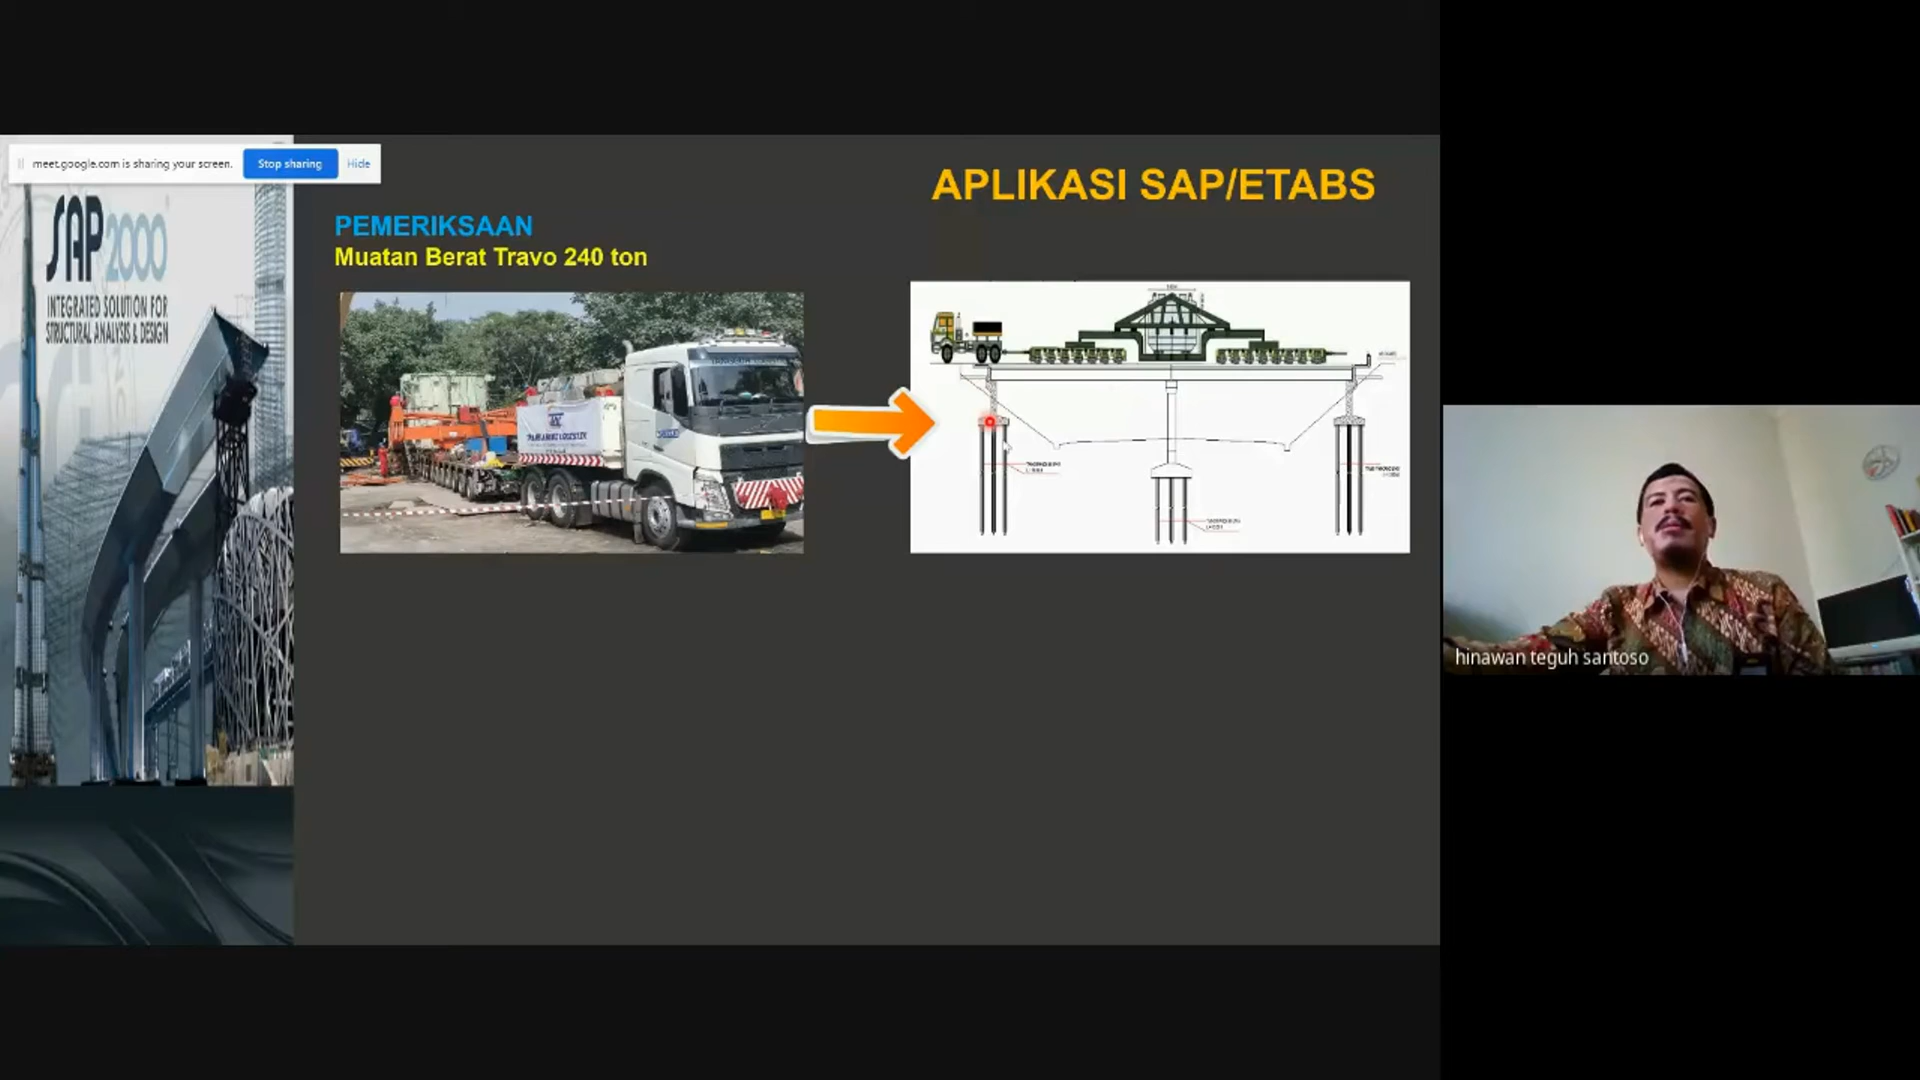 meet.google.com is sharing your screen.
Stop sharing
Hide
SAP2000
INTEGRATED SOLUTION FOR
STRUCTURAL ANALYSIS & DESIGN
APLIKASI SAP/ETABS
PEMERIKSAAN
Muatan Berat Travo 240 ton
hinawan teguh santoso